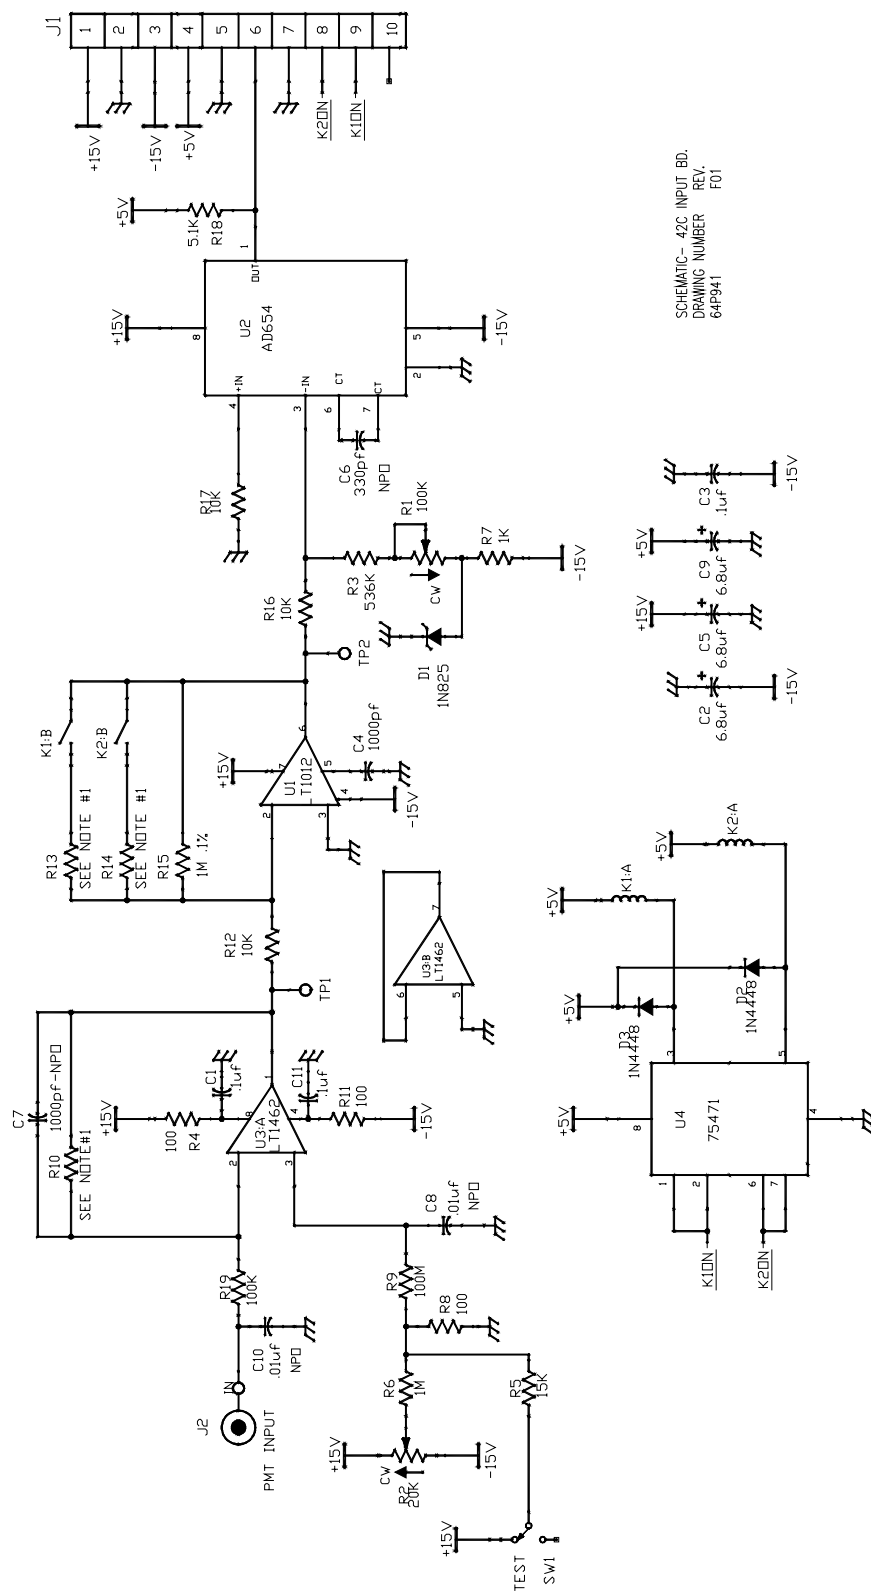 J1
1
2
3
4
5
6
7
8
9
10
+15V
-15V
+5V
K2ON
K1ON
+5V
5.1K
R18
1
OUT
+15V
8
U2
AD654
5
-15V
2
4
+IN
3
-IN
6
CT
7
CT
R17
10K
C6
330pf
NPO
R1
100K
R3
536K
CW
R7
1K
-15V
D1
1N825
R16
10K
TP2
K1:B
K2:B
R13
SEE NOTE #1
R14
SEE NOTE #1
R15
1M .1%
+15V
7
6
U1
LT1012
2
3
5
4
C4
1000pf
-15V
R12
10K
TP1
U3:B
LT1462
7
6
5
C7
1000pf-NPO
R10
SEE NOTE#1
+15V
100
R4
C1
.1uf
8
U3:A
LT1462
1
2
3
4
C11
.1uf
R11
100
-15V
R19
100K
C10
.01uf
NPO
IN
J2
PMT INPUT
C8
.01uf
NPO
R9
100M
R8
100
R6
1M
R5
15K
+15V
-15V
CW
R2
20K
+15V
TEST
SW1
SCHEMATIC- 42C INPUT BD.
DRAWING NUMBER REV.
64P941 F01
C3
.1uf
-15V
+5V
+
C9
6.8uf
+15V
+
C5
6.8uf
+
C2
6.8uf
-15V
+5V
K2:A
+5V
K1:A
+5V
D2
1N4448
D3
1N4448
3
5
+5V
8
U4
75471
4
1
2
6
7
K1ON
K2ON